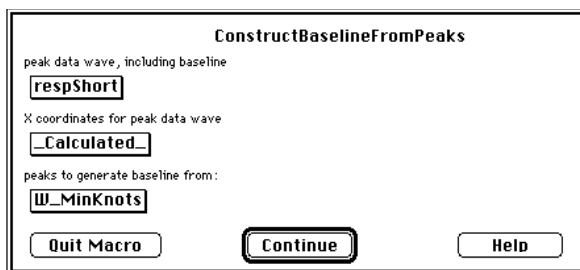 ConstructBaselineFromPeaks
peak data wave, including baseline
respShort
X coordinates for peak data wave
_Calculated_
peaks to generate baseline from:
W_MinKnots
Quit Macro Continue Help